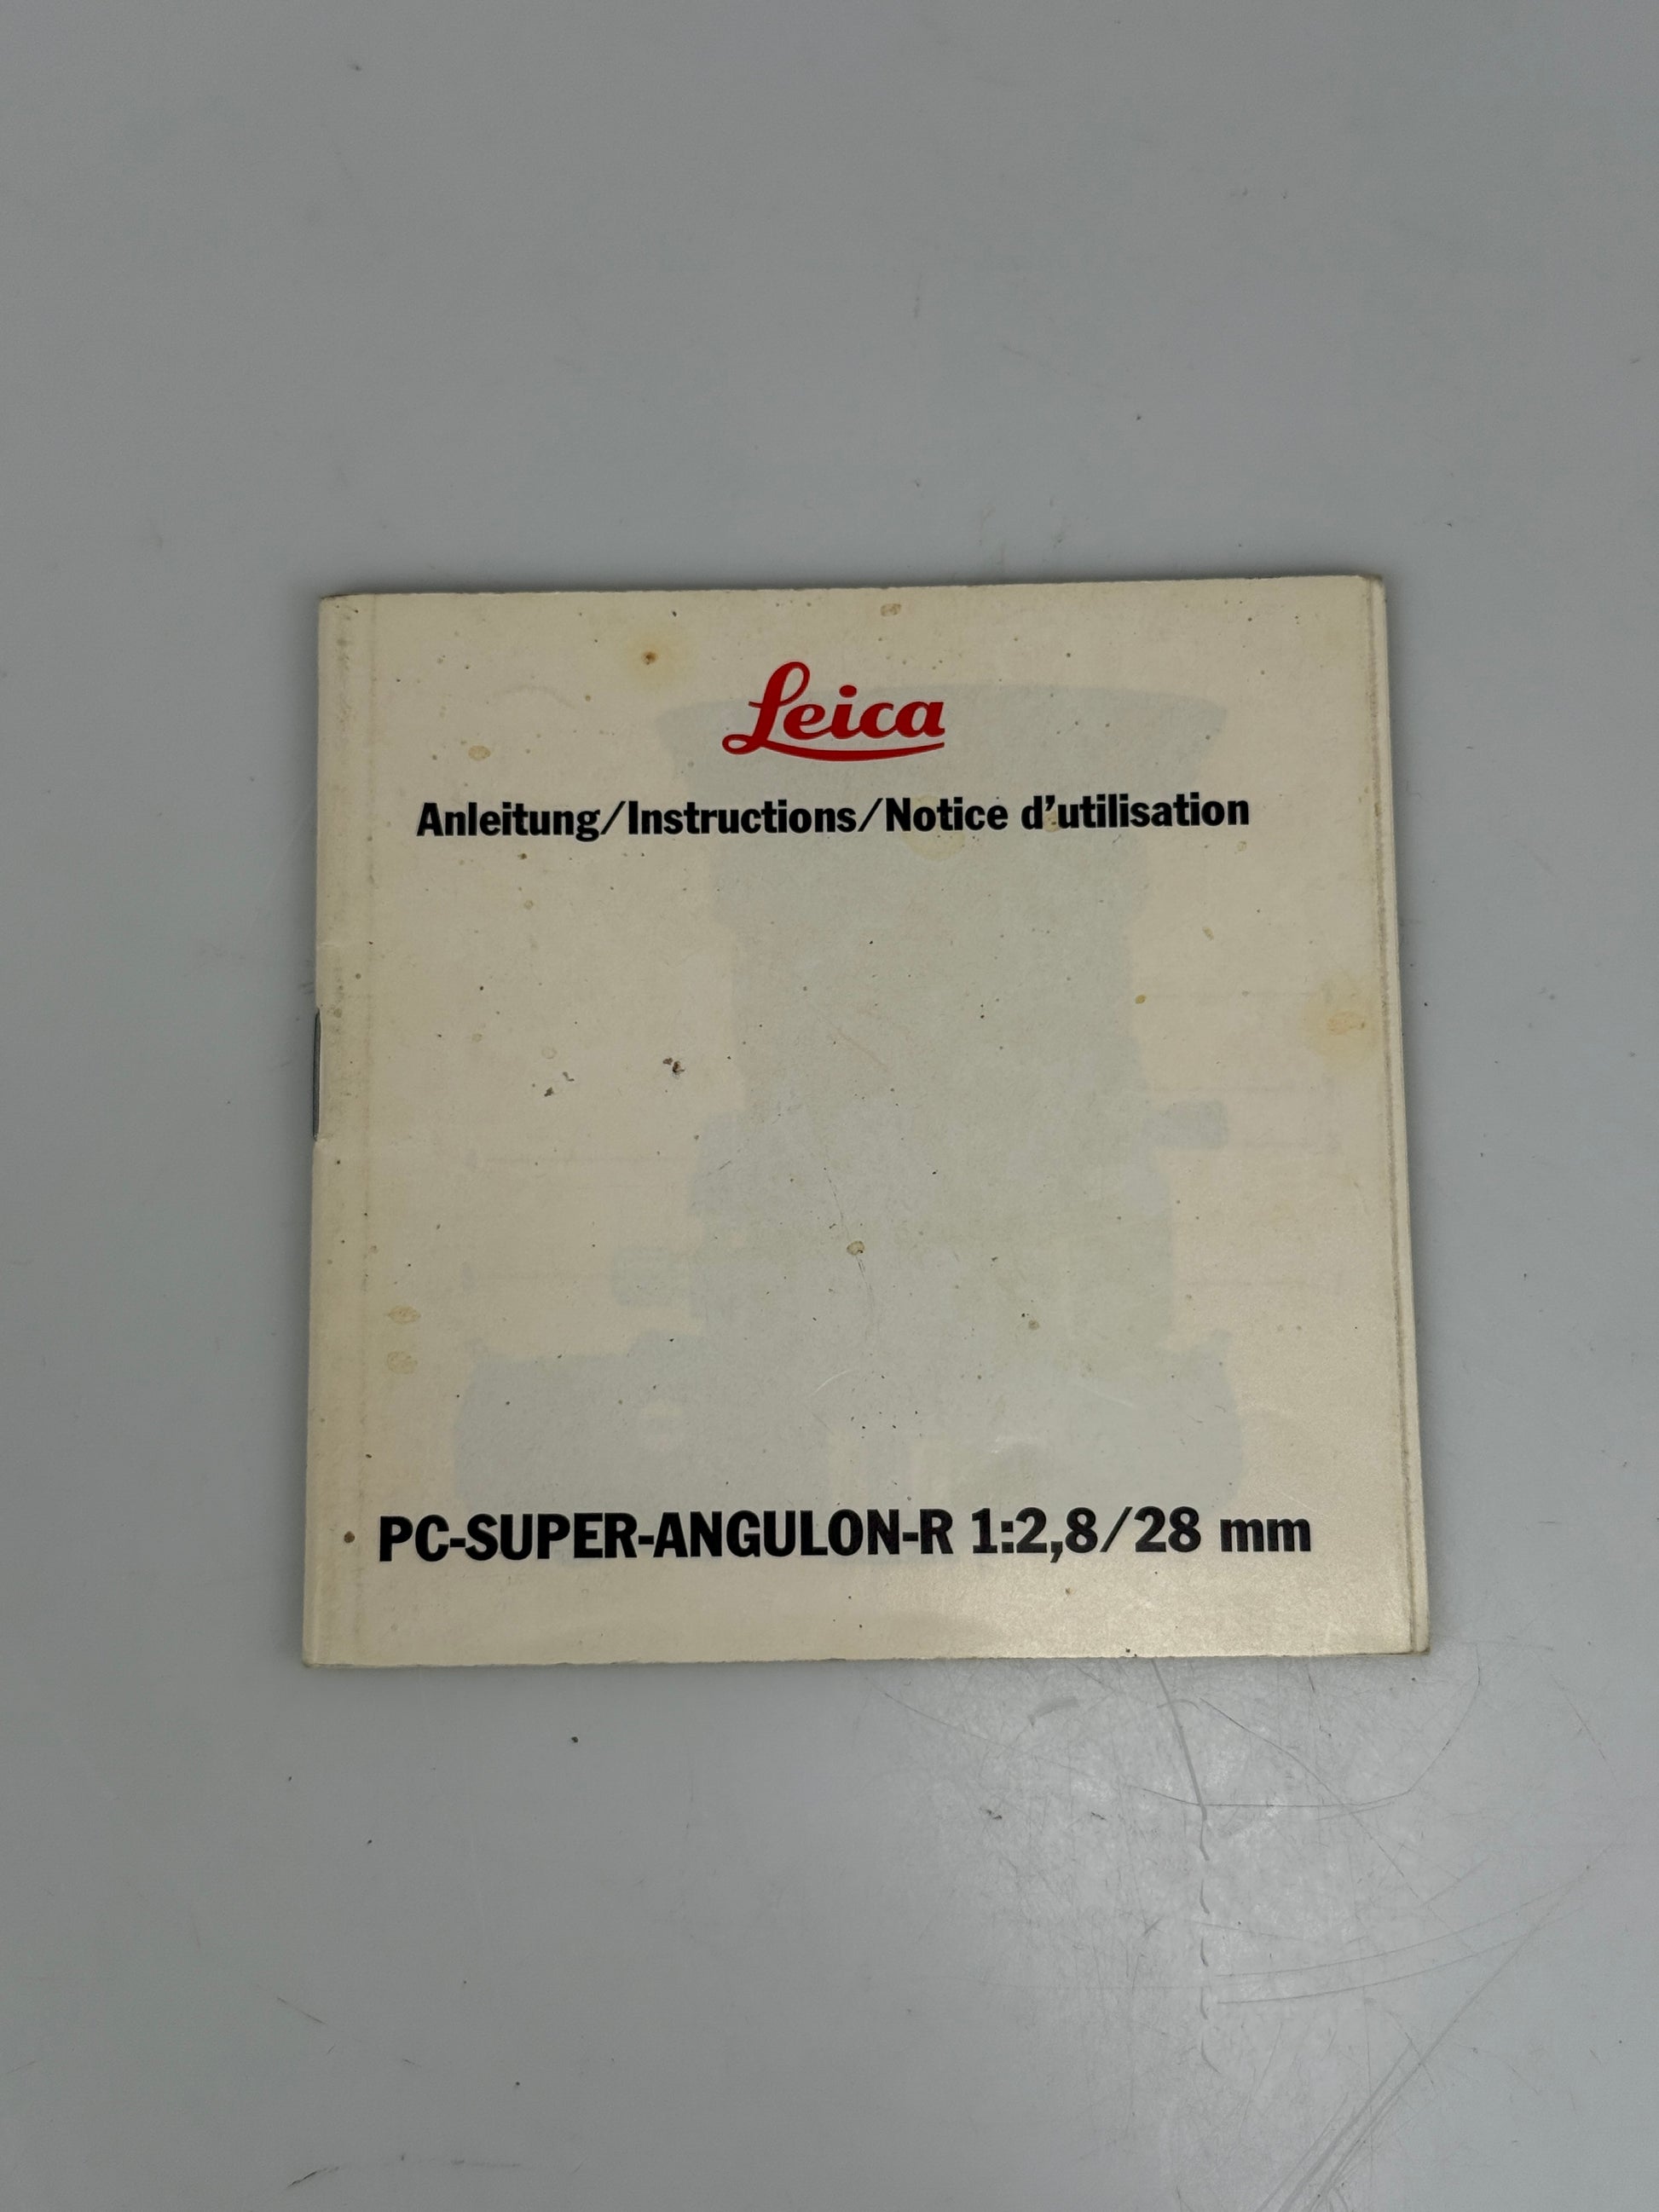 Leica
Anleitung/Instructions/Notice d'utilisation
PC-SUPER-ANGULON-R 1:2,8/28 mm